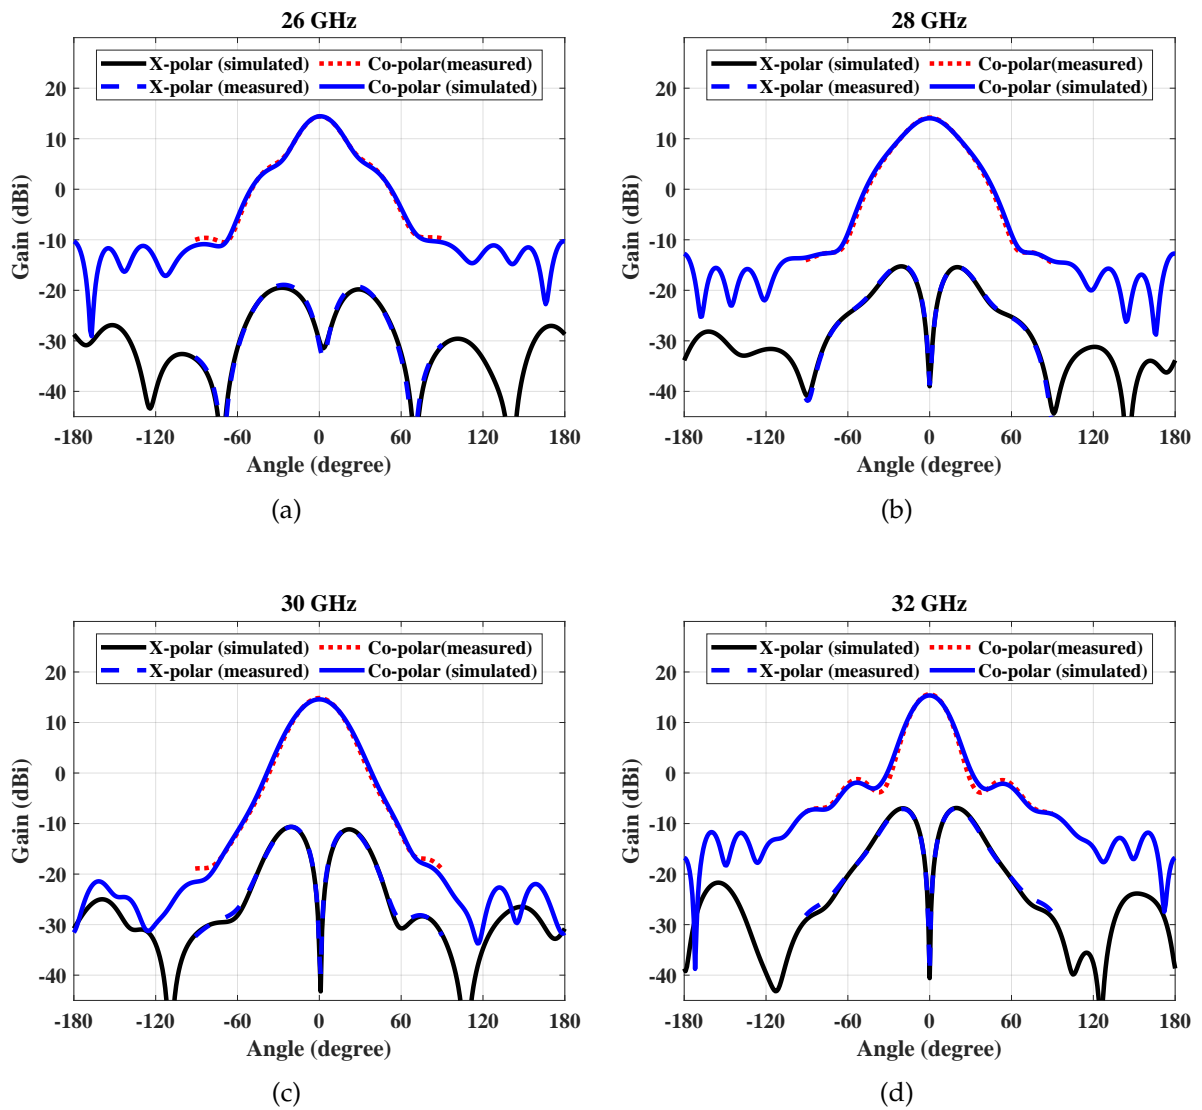 26 GHz
X-polar (simulated) Co-polar(measured)
X-polar (measured) Co-polar (simulated)
20
10
0
-10
-20
-30
-40
Gain (dBi)
-180 -120 -60 0 60 120 180
Angle (degree)
(a)
28 GHz
X-polar (simulated) Co-polar(measured)
X-polar (measured) Co-polar (simulated)
20
10
0
-10
-20
-30
-40
Gain (dBi)
-180 -120 -60 0 60 120 180
Angle (degree)
(b)
30 GHz
X-polar (simulated) Co-polar(measured)
X-polar (measured) Co-polar (simulated)
20
10
0
-10
-20
-30
-40
Gain (dBi)
-180 -120 -60 0 60 120 180
Angle (degree)
(c)
32 GHz
X-polar (simulated) Co-polar(measured)
X-polar (measured) Co-polar (simulated)
20
10
0
-10
-20
-30
-40
Gain (dBi)
-180 -120 -60 0 60 120 180
Angle (degree)
(d)